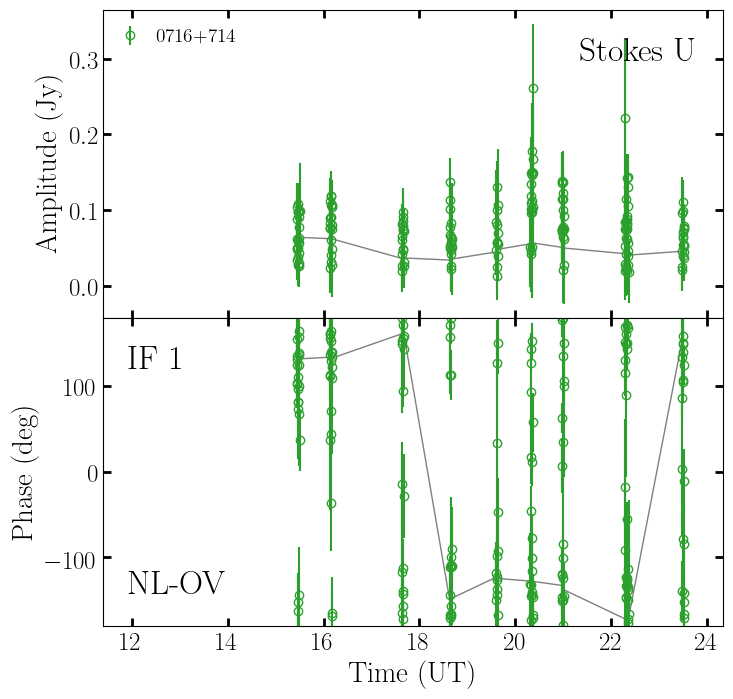 0716+714
Stokes U
Amplitude (Jy)
0.3
0.2
0.1
0.0
IF 1
NL-OV
Phase (deg)
100
0
−100
12 14 16 18 20 22 24
Time (UT)